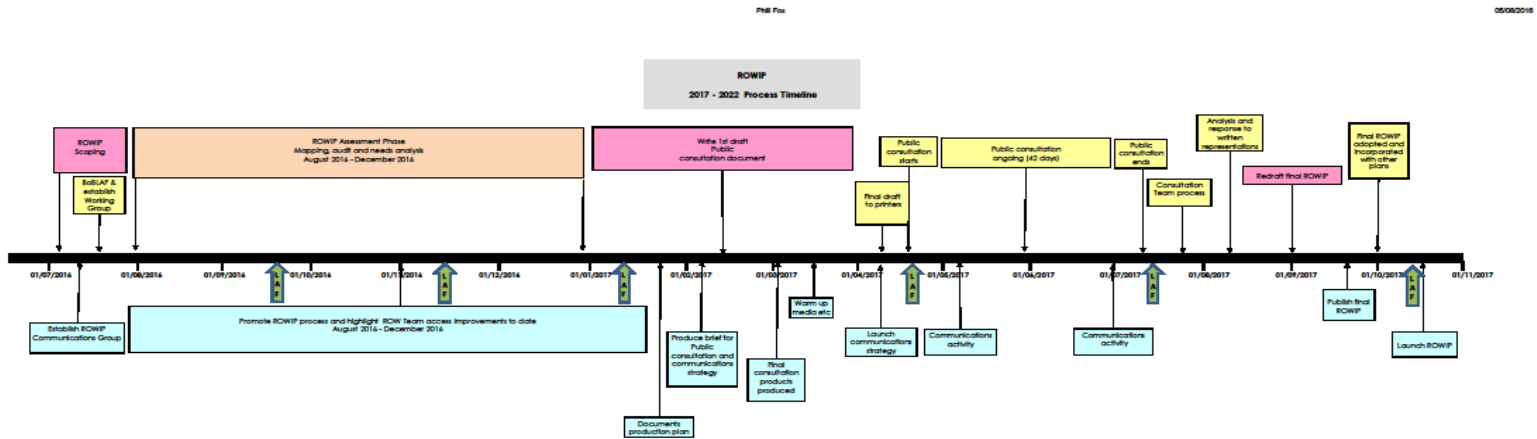 Phil Fox
05/08/2016
ROWIP
2017 - 2022 Process Timeline
ROWIP
Scoping
BoBLAF &
establish
Working
Group
ROWIP Assessment Phase
Mapping, audit and needs analysis
August 2016 - December 2016
Write 1st draft
Public
consultation document
Final draft
to printers
Public
consultation
starts
Public consultation
ongoing (42 days)
Public
consultation
ends
Consultation
Team process
Analysis and
response to
written
representations
Redraft final ROWIP
Final ROWIP
adopted and
incorporated
with other
plans
01/07/2016
01/08/2016
01/09/2016
01/10/2016
01/11/2016
01/12/2016
01/01/2017
01/02/2017
01/03/2017
01/04/2017
01/05/2017
01/06/2017
01/07/2017
01/08/2017
01/09/2017
01/10/2017
01/11/2017
LAF
LAF
LAF
LAF
LAF
LAF
Establish ROWIP
Communications Group
Promote ROWIP process and highlight ROW Team access improvements to date
August 2016 - December 2016
Documents
production plan
Produce brief for
Public
consultation and
communications
strategy
Final
consultation
products
produced
Warm up
media etc
Launch
communications
strategy
Communications
activity
Communications
activity
Publish final
ROWIP
Launch ROWIP